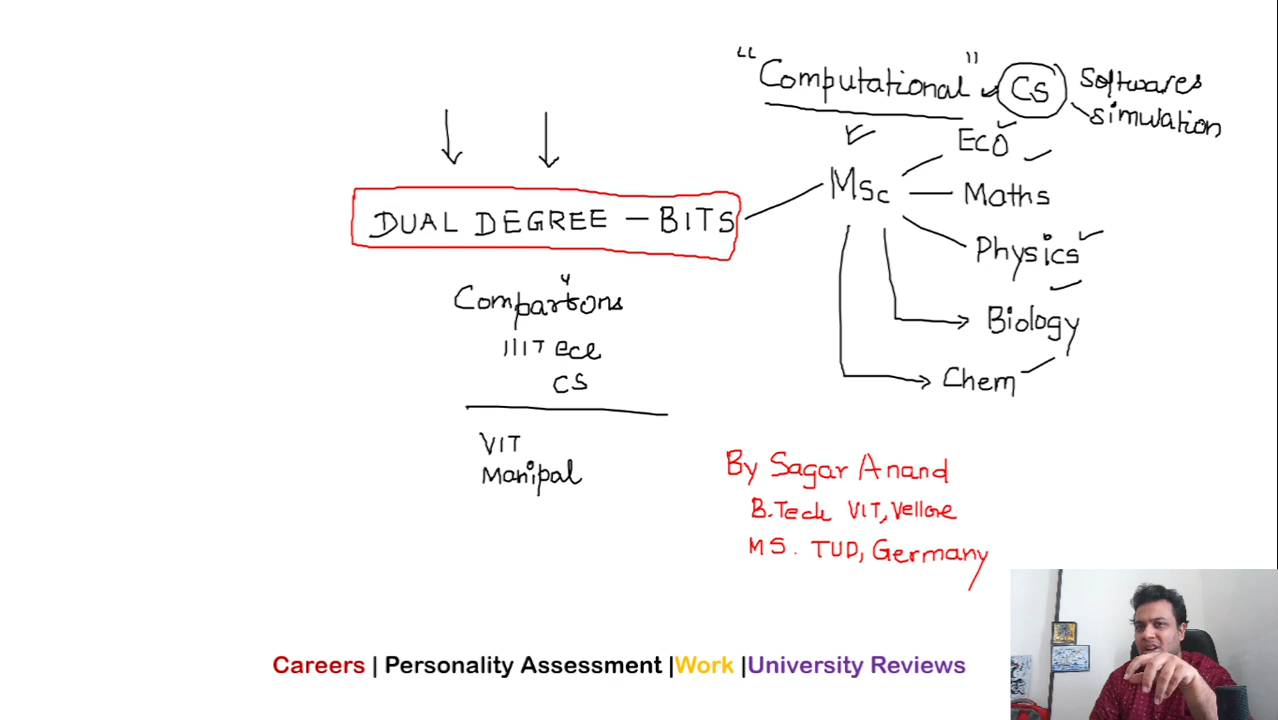 "Computational" CS Softwares
simulation
ECO
DUAL DEGREE - BITS MSc Maths
Physics
Comparisons
IIIT ece
CS
Biology
Chem
VIT
Manipal
By Sagar Anand
B.Tech VIT, Vellore
MS. TUD, Germany
Careers | Personality Assessment |Work |University Reviews